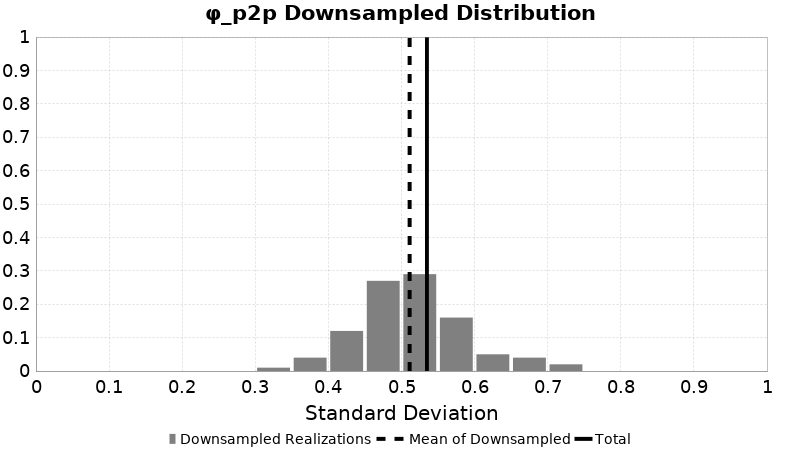 φ_p2p Downsampled Distribution
1
0.9
0.8
0.7
0.6
0.5
0.4
0.3
0.2
0.1
0
0 0.1 0.2 0.3 0.4 0.5 0.6 0.7 0.8 0.9 1
Standard Deviation
Downsampled Realizations Mean of Downsampled Total